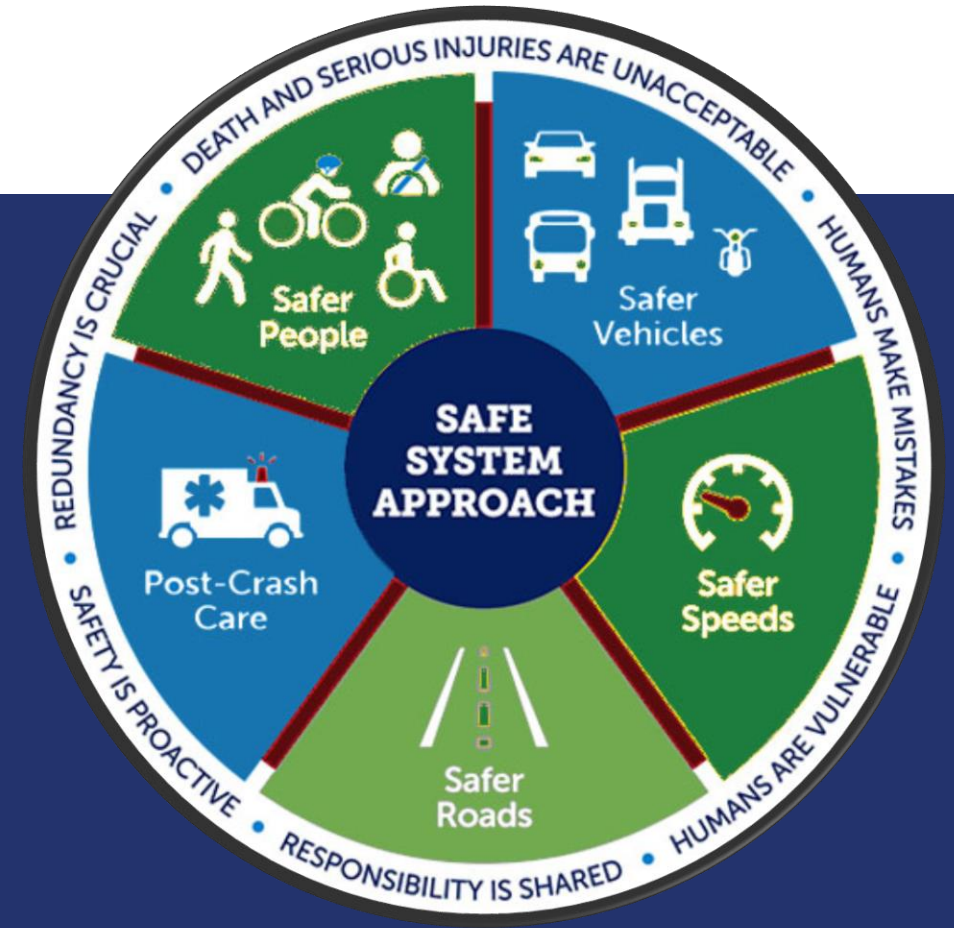 DEATH AND SERIOUS INJURIES ARE UNACCEPTABLE
HUMANS MAKE MISTAKES
HUMANS ARE VULNERABLE
RESPONSIBILITY IS SHARED
SAFETY IS PROACTIVE
REDUNDANCY IS CRUCIAL
Safer
People
Safer
Vehicles
SAFE
SYSTEM
APPROACH
Post-Crash
Care
Safer
Speeds
Safer
Roads